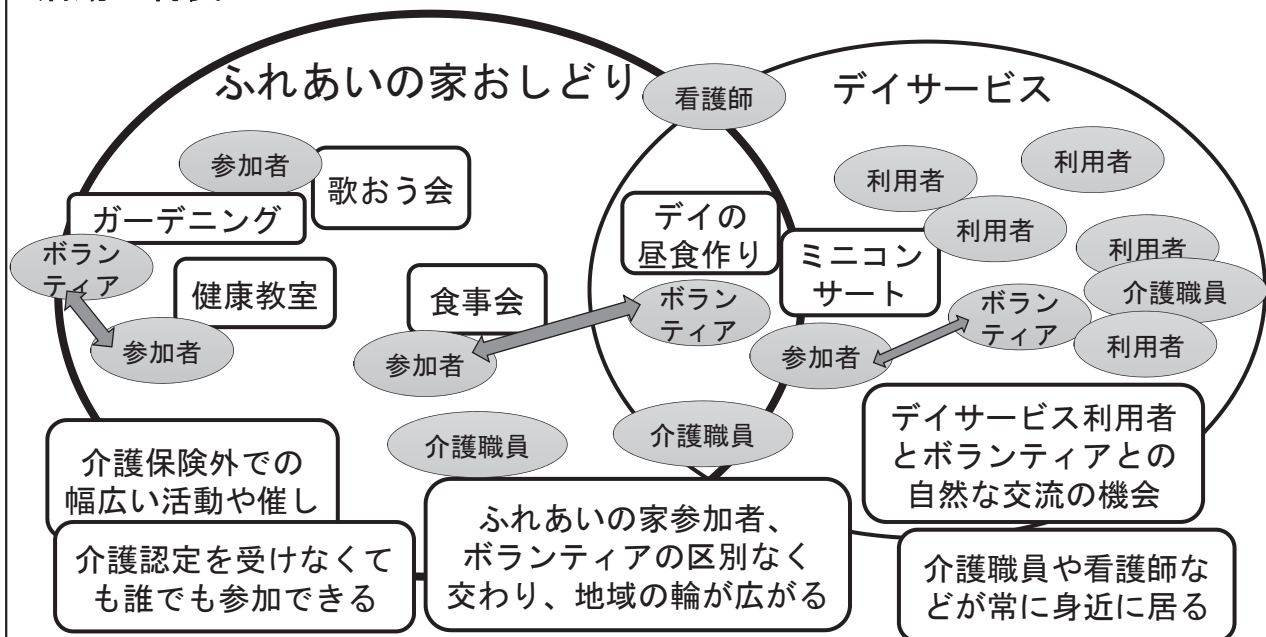 ふれあいの家おしどり
看護師
デイサービス
参加者
歌おう会
ガーデニング
ボラン
ティア
健康教室
参加者
食事会
参加者
デイの
昼食作り
ボラン
ティア
ミニコン
サート
参加者
利用者
利用者
利用者
利用者
介護職員
利用者
ボラン
ティア
介護職員
介護職員
介護保険外での
幅広い活動や催し
介護認定を受けなくて
も誰でも参加できる
ふれあいの家参加者、
ボランティアの区別なく
交わり、地域の輪が広がる
デイサービス利用者
とボランティアとの
自然な交流の機会
介護職員や看護師な
どが常に身近に居る